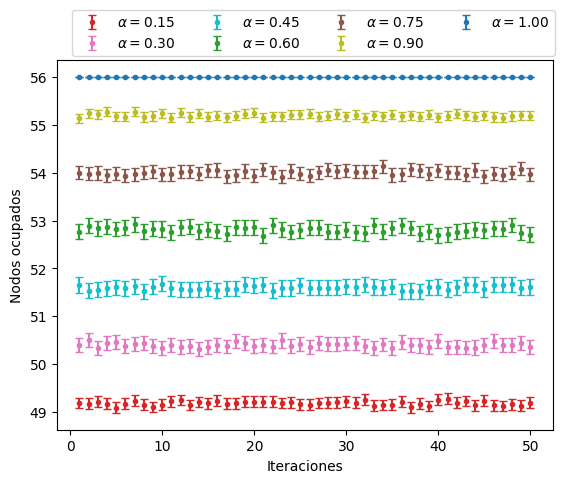 α = 0.15 α = 0.45 α = 0.75 α = 1.00
α = 0.30 α = 0.60 α = 0.90
56
55
54
53
52
51
50
49
Nodos ocupados
0 10 20 30 40 50
Iteraciones